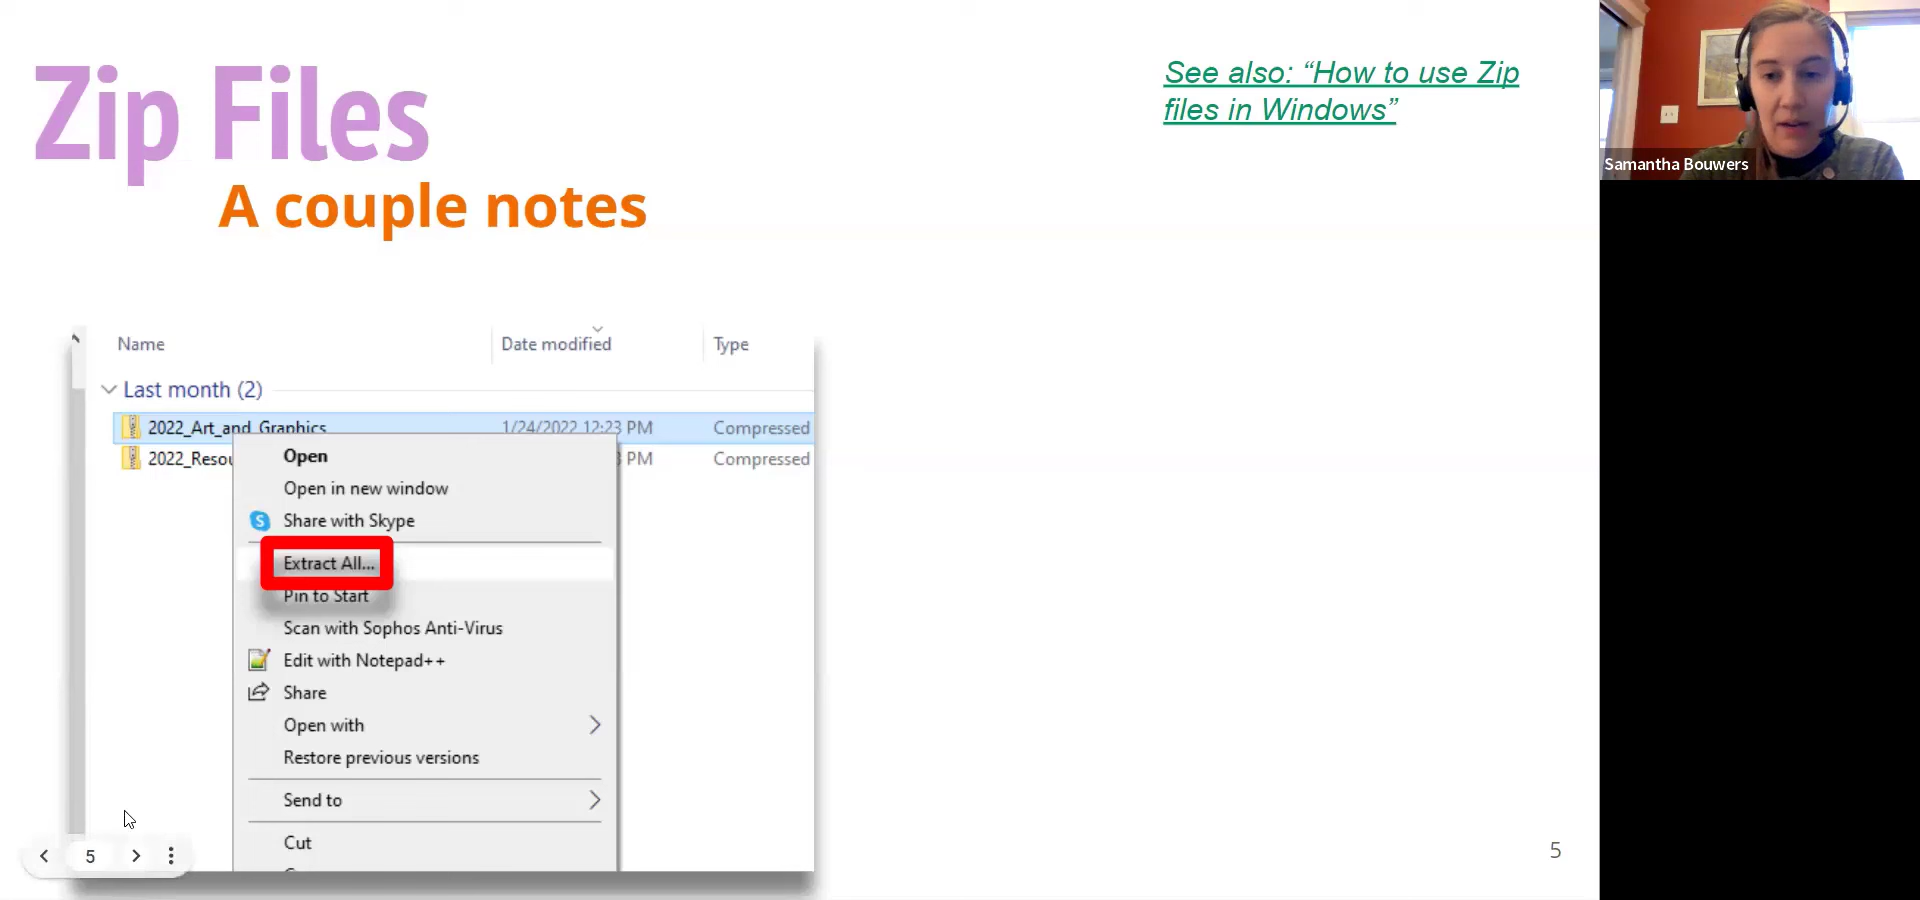 Zip Files
A couple notes
See also: “How to use Zip
files in Windows”
Samantha Bouwers
Name Date modified Type
Last month (2)
2022_Art_and_Graphics 1/24/2022 12:23 PM Compressed
2022_Resou PM Compressed
Open
Open in new window
Share with Skype
Extract All...
Pin to Start
Scan with Sophos Anti-Virus
Edit with Notepad++
Share
Open with
Restore previous versions
Send to
Cut
5
5